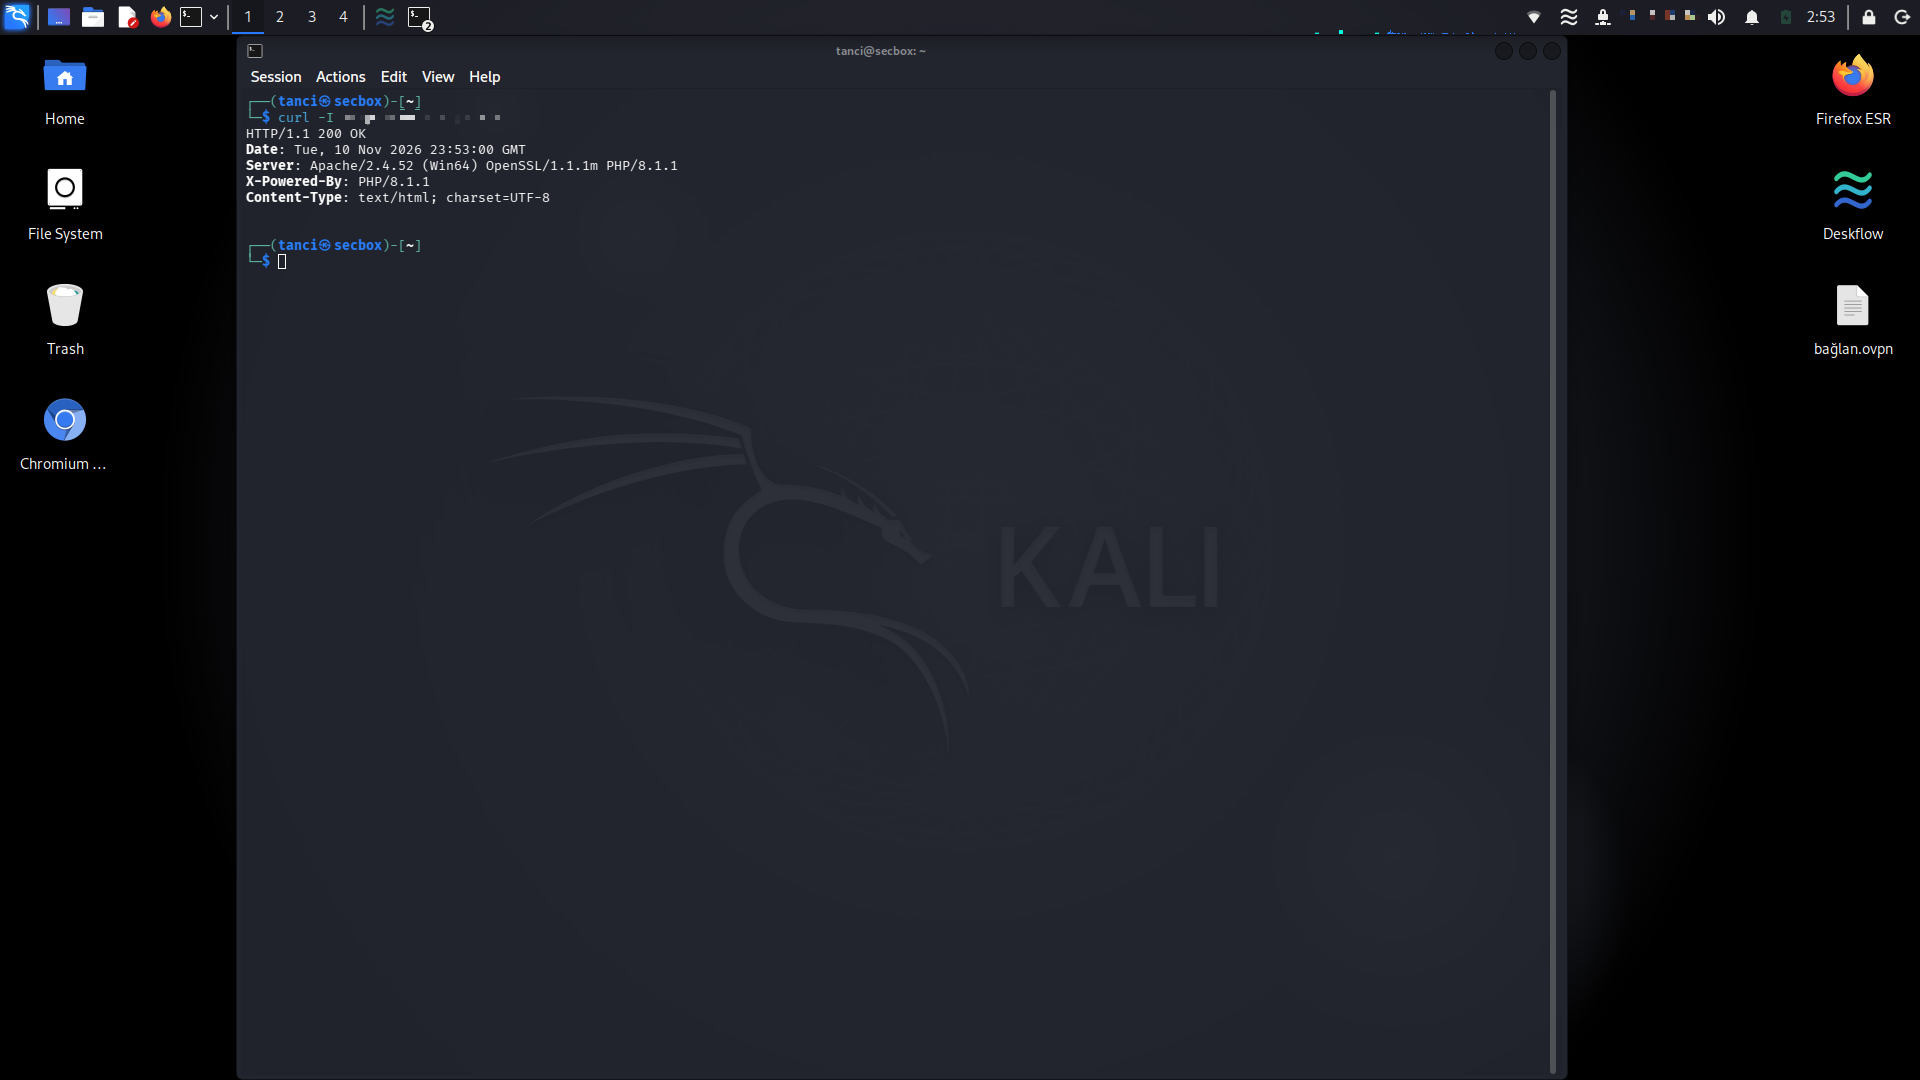 1 2 3 4 2 2:53
tanci@secbox: ~
Session Actions Edit View Help
┌──(tanci㉿secbox)-[~]
└─$ curl -I
HTTP/1.1 200 OK
Date: Tue, 10 Nov 2026 23:53:00 GMT
Server: Apache/2.4.52 (Win64) OpenSSL/1.1.1m PHP/8.1.1
X-Powered-By: PHP/8.1.1
Content-Type: text/html; charset=UTF-8
┌──(tanci㉿secbox)-[~]
└─$
Home
File System
Trash
Chromium ...
KALI
Firefox ESR
Deskflow
bağlan.ovpn